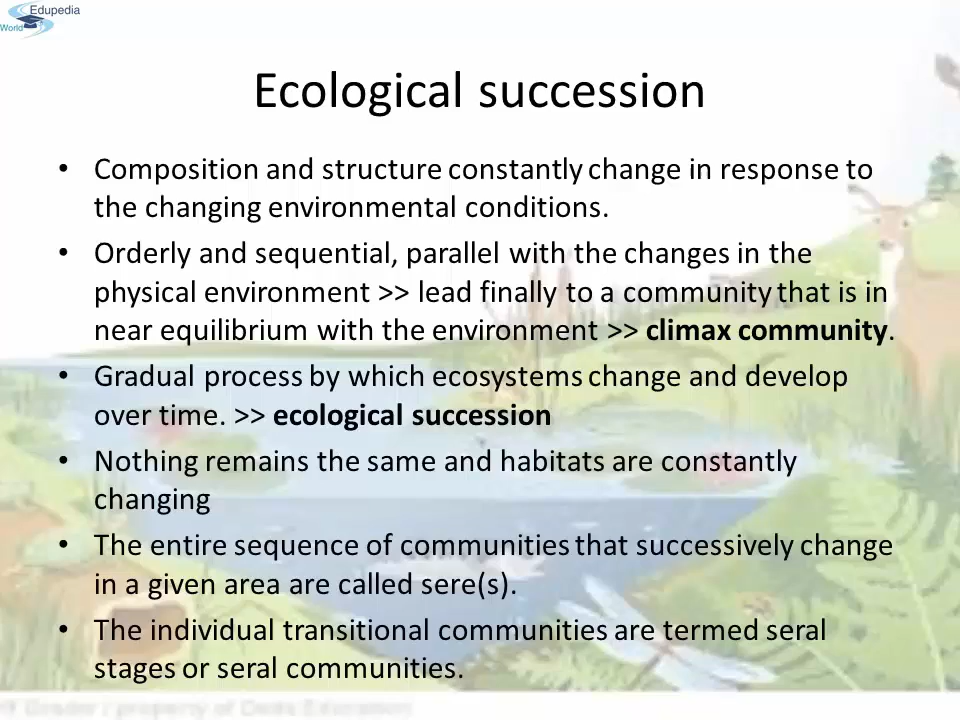 Edupedia
World
Ecological succession
• Composition and structure constantly change in response to
the changing environmental conditions.
• Orderly and sequential, parallel with the changes in the
physical environment >> lead finally to a community that is in
near equilibrium with the environment >> climax community.
• Gradual process by which ecosystems change and develop
over time. >> ecological succession
• Nothing remains the same and habitats are constantly
changing
• The entire sequence of communities that successively change
in a given area are called sere(s).
• The individual transitional communities are termed seral
stages or seral communities.